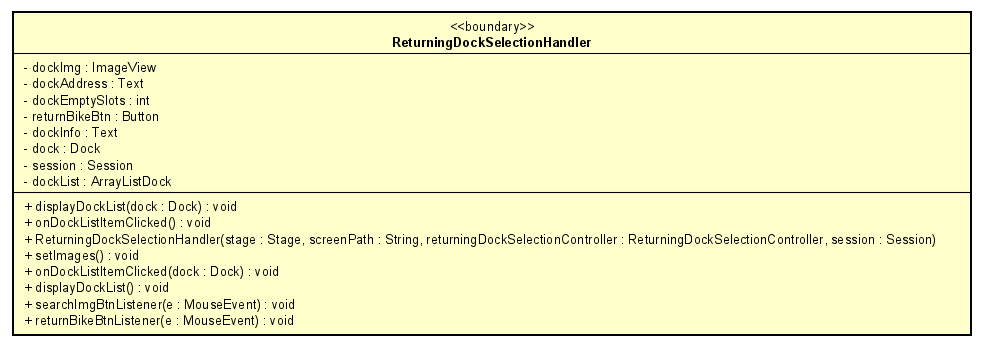 <<boundary>>
ReturningDockSelectionHandler
- dockImg : ImageView
- dockAddress : Text
- dockEmptySlots : int
- returnBikeBtn : Button
- dockInfo : Text
- dock : Dock
- session : Session
- dockList : ArrayListDock
+ displayDockList(dock : Dock) : void
+ onDockListItemClicked() : void
+ ReturningDockSelectionHandler(stage : Stage, screenPath : String, returningDockSelectionController : ReturningDockSelectionController, session : Session)
+ setImages() : void
+ onDockListItemClicked(dock : Dock) : void
+ displayDockList() : void
+ searchImgBtnListener(e : MouseEvent) : void
+ returnBikeBtnListener(e : MouseEvent) : void